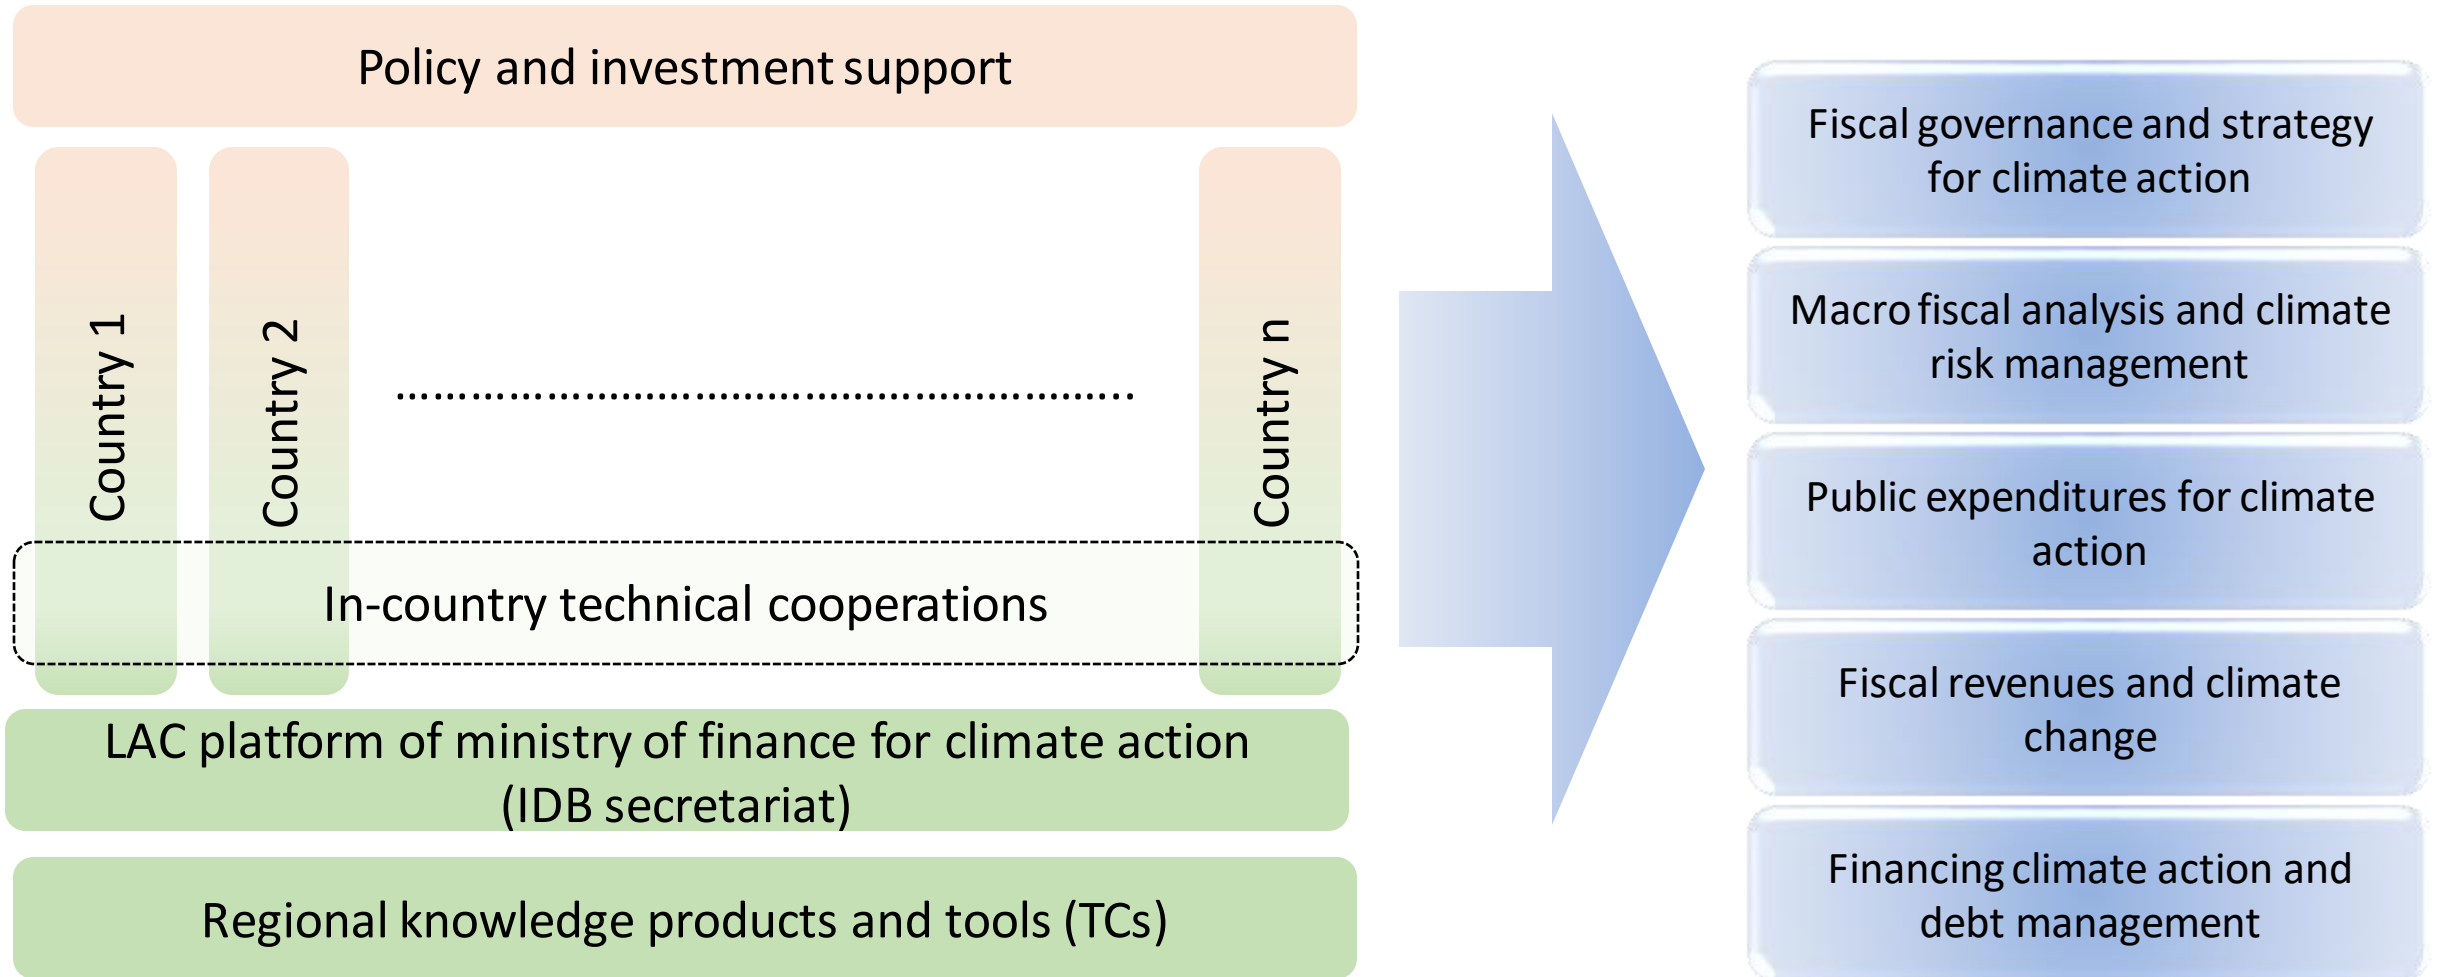 Policy and investment support
Country 1
Country 2
Country n
In-country technical cooperations
LAC platform of ministry of finance for climate action
(IDB secretariat)
Regional knowledge products and tools (TCs)
Fiscal governance and strategy
for climate action
Macro fiscal analysis and climate
risk management
Public expenditures for climate
action
Fiscal revenues and climate
change
Financing climate action and
debt management